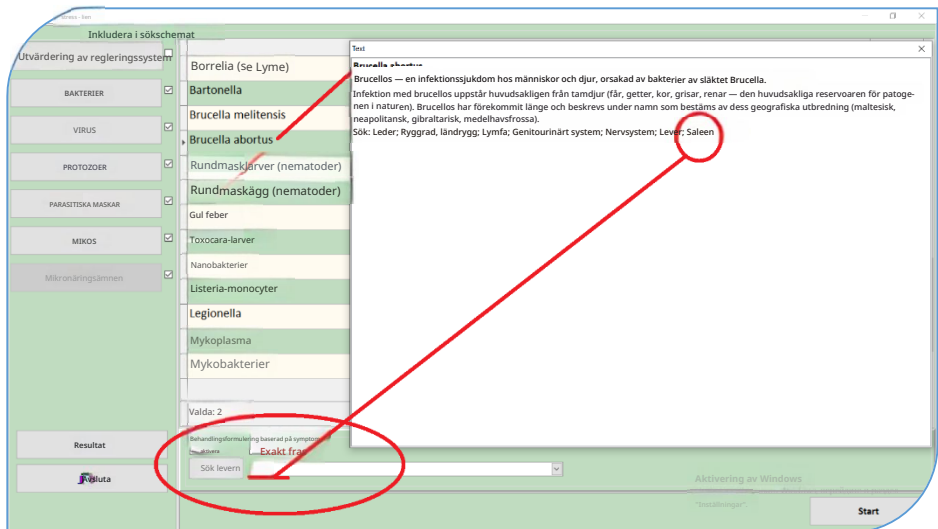 Inkludera i sökschemat
Utvärdering av regleringssystem
BAKTERIER
VIRUS
PROTOZOER
PARASITISKA MASKAR
MIKOS
Mikronäringsämnen
Resultat
Avsluta
Borrelia (se Lyme)
Bartonella
Brucella melitensis
Brucella abortus
Rundmasklarver (nematoder)
Rundmaskägg (nematoder)
Gul feber
Toxocara-larver
Nanobakterier
Listeria-monocyter
Legionella
Mykoplasma
Mykobakterier
Valda: 2
Behandlingsformulering baserad på symptom
Exakt fras
Sök levern
Text
Brucella abortus
Brucellos — en infektionssjukdom hos människor och djur, orsakad av bakterier av släktet Brucella.
Infektion med brucellos uppstår huvudsakligen från tamdjur (får, getter, kor, grisar, renar — den huvudsakliga reservoaren för patoge-
nen i naturen). Brucellos har förekommit länge och beskrevs under namn som bestäms av dess geografiska utbredning (maltesisk,
neapolitansk, gibraltarisk, medelhavsfrossa).
Sök: Leder; Ryggrad, ländrygg; Lymfa; Genitourinärt system; Nervsystem; Lever; Saleen
Aktivering av Windows
"Inställningar".
Start